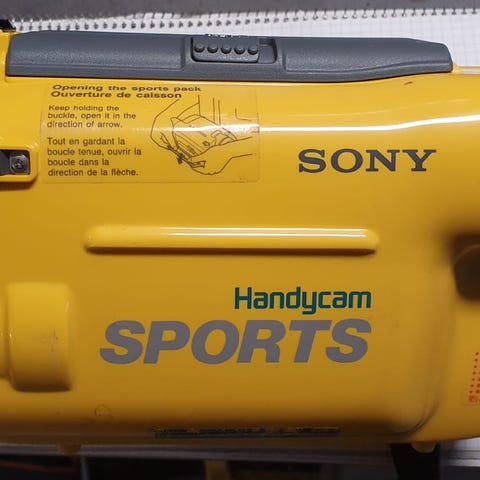 Opening the sports pack
Ouverture de caisson
Keep holding the
buckle, open it in the
direction of arrow.
Tout en gardant la
boucle tenue, ouvrir la
boucle dans la
direction de la flèche.
SONY
Handycam
SPORTS